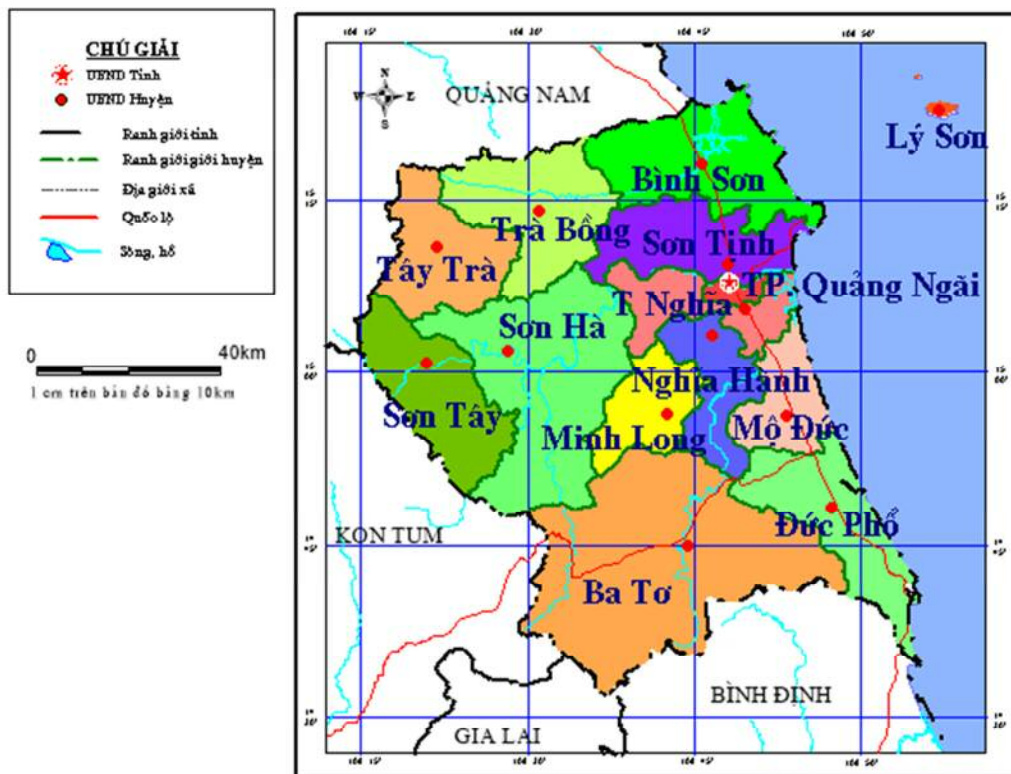 CHÚ GIẢI
UBND Tỉnh
UBND Huyện
Ranh giới tỉnh
Ranh giới giới huyện
Địa giới xã
Quốc lộ
Sông, hồ
0
40km
1 cm trên bản đồ bằng 10km
N
W
E
S
QUẢNG NAM
Lý Sơn
Bình Sơn
Trà Bồng
Sơn Tinh
Tây Trà
TP. Quảng Ngãi
T Nghĩa
Sơn Hà
Nghĩa Hành
Sơn Tây
Minh Long
Mộ Đức
Đức Phổ
KON TUM
Ba Tơ
BÌNH ĐỊNH
GIA LAI